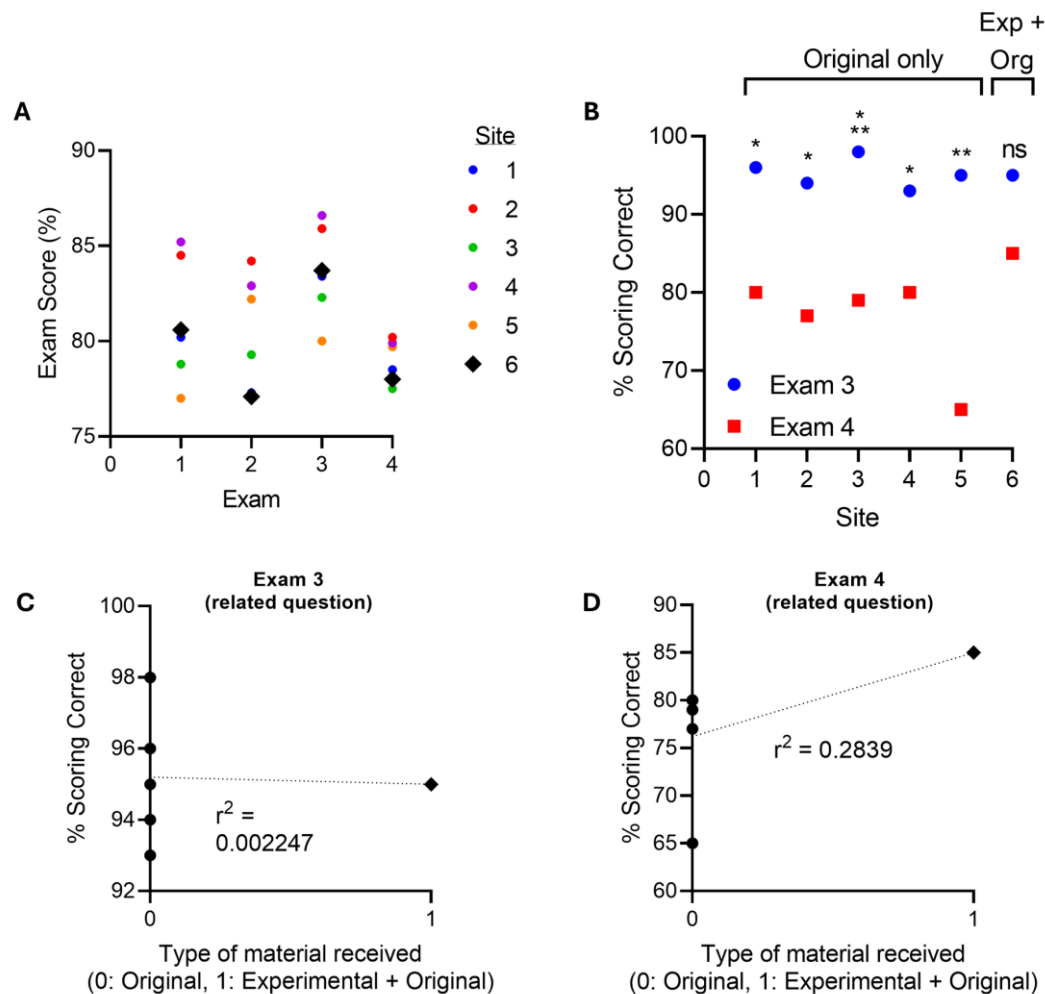 A
90
85
80
75
0
1
2
3
4
Exam Score (%)
Exam
Site
1
2
3
4
5
6
B
Original only
Exp +
Org
100
90
80
70
60
*
*
*
**
*
**
ns
Exam 3
Exam 4
0
1
2
3
4
5
6
% Scoring Correct
Site
C
Exam 3
(related question)
100
98
96
94
92
% Scoring Correct
r² =
0.002247
0
1
Type of material received
(0: Original, 1: Experimental + Original)
D
Exam 4
(related question)
90
85
80
75
70
65
60
% Scoring Correct
r² = 0.2839
0
1
Type of material received
(0: Original, 1: Experimental + Original)